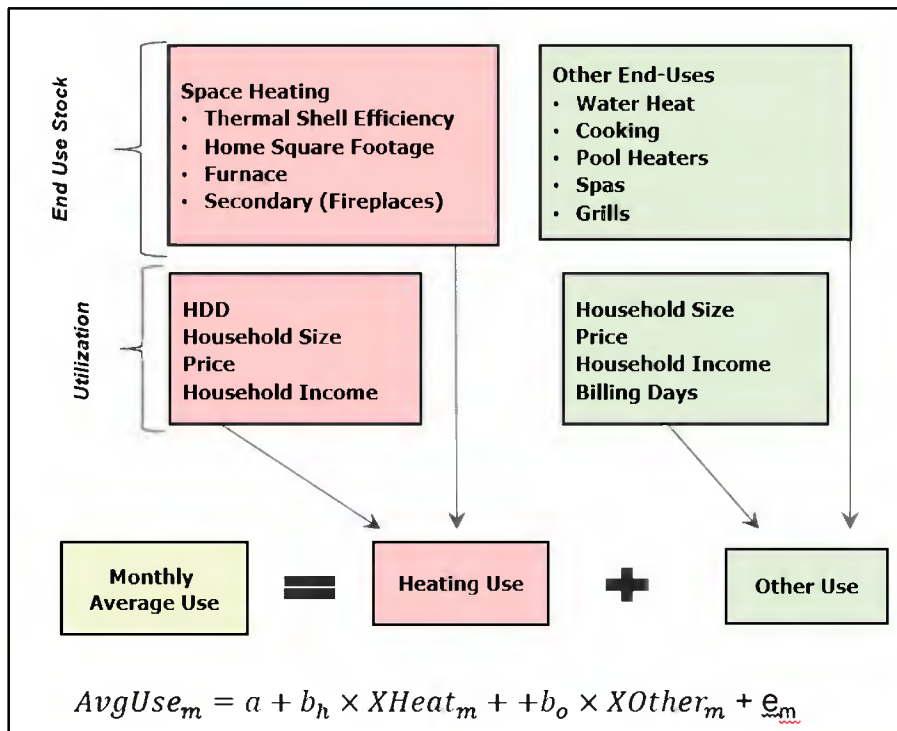 End Use Stock
Space Heating
• Thermal Shell Efficiency
• Home Square Footage
• Furnace
• Secondary (Fireplaces)
Other End-Uses
• Water Heat
• Cooking
• Pool Heaters
• Spas
• Grills
Utilization
HDD
Household Size
Price
Household Income
Household Size
Price
Household Income
Billing Days
Monthly
Average Use
=
Heating Use
+
Other Use
AvgUse_m = a + b_h × XHeat_m + +b_o × XOther_m + e_m